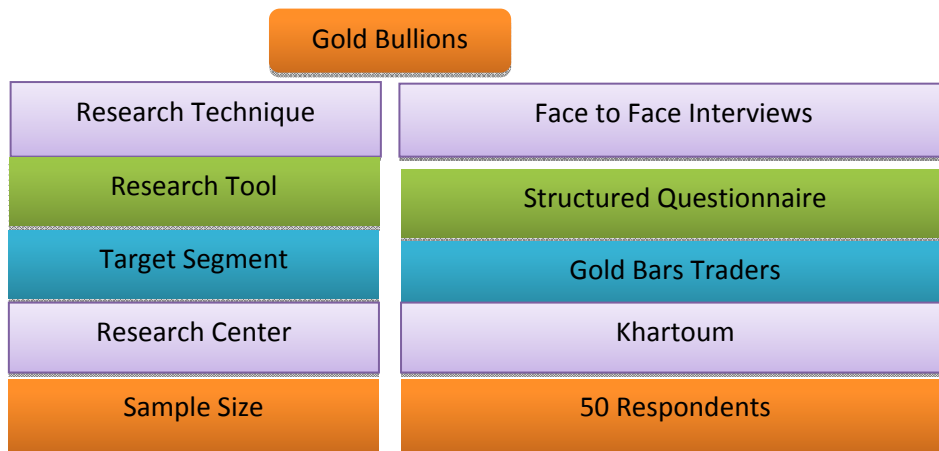 Gold Bullions
Research Technique
Face to Face Interviews
Research Tool
Structured Questionnaire
Target Segment
Gold Bars Traders
Research Center
Khartoum
Sample Size
50 Respondents